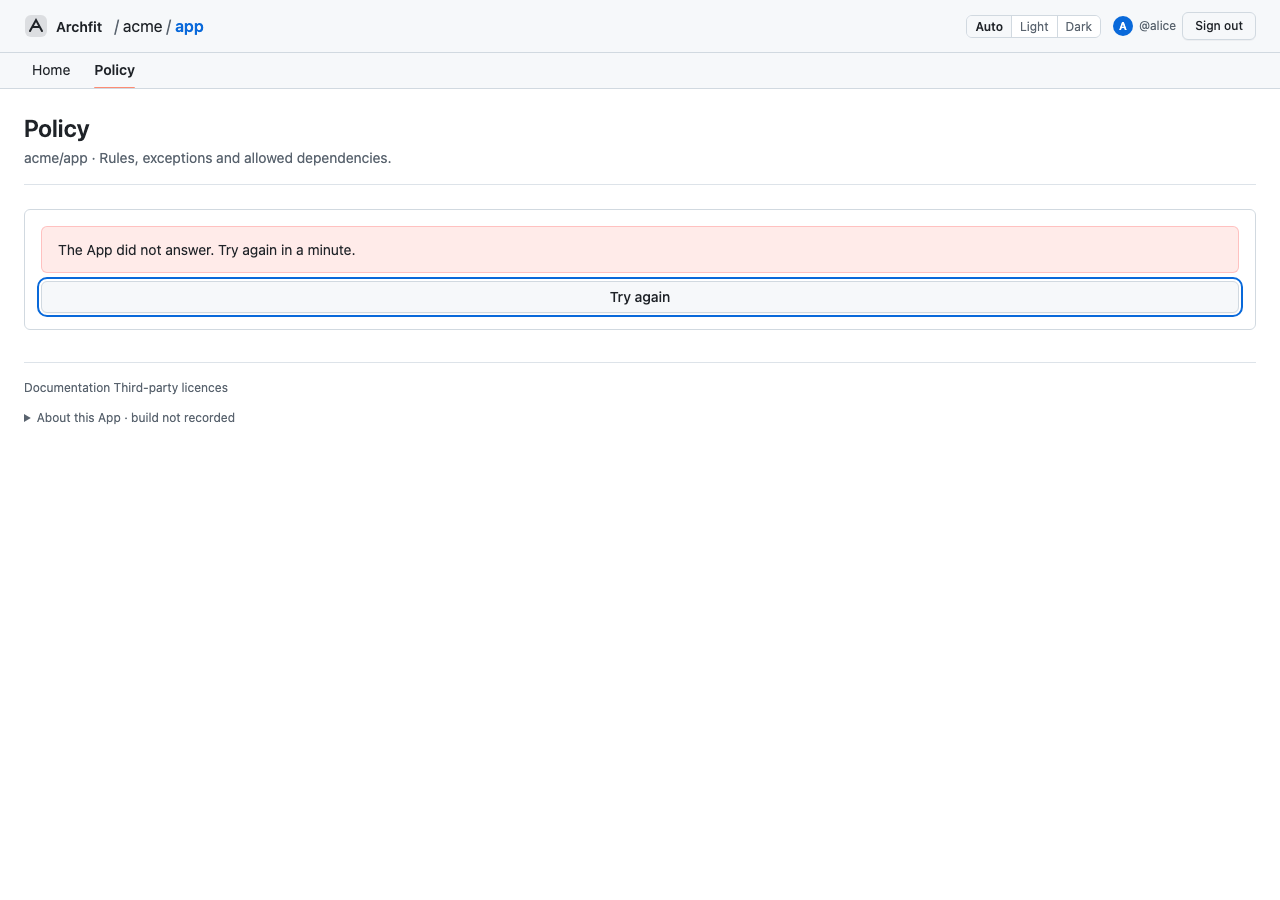 Archfit / acme / app
Auto Light Dark A @alice Sign out
Home Policy
Policy
acme/app · Rules, exceptions and allowed dependencies.
The App did not answer. Try again in a minute.
Try again
Documentation Third-party licences
About this App · build not recorded